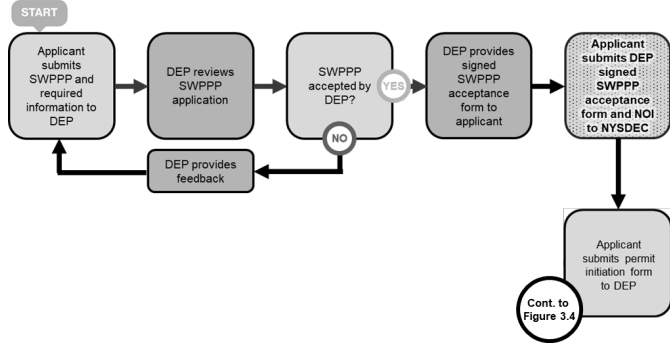 START
Applicant
submits
SWPPP and
required
information to
DEP
DEP reviews
SWPPP
application
SWPPP
accepted by
DEP?
YES
NO
DEP provides
feedback
DEP provides
signed
SWPPP
acceptance
form to
applicant
Applicant
submits DEP
signed
SWPPP
acceptance
form and NOI
to NYSDEC
Applicant
submits permit
initiation form
to DEP
Cont. to
Figure 3.4